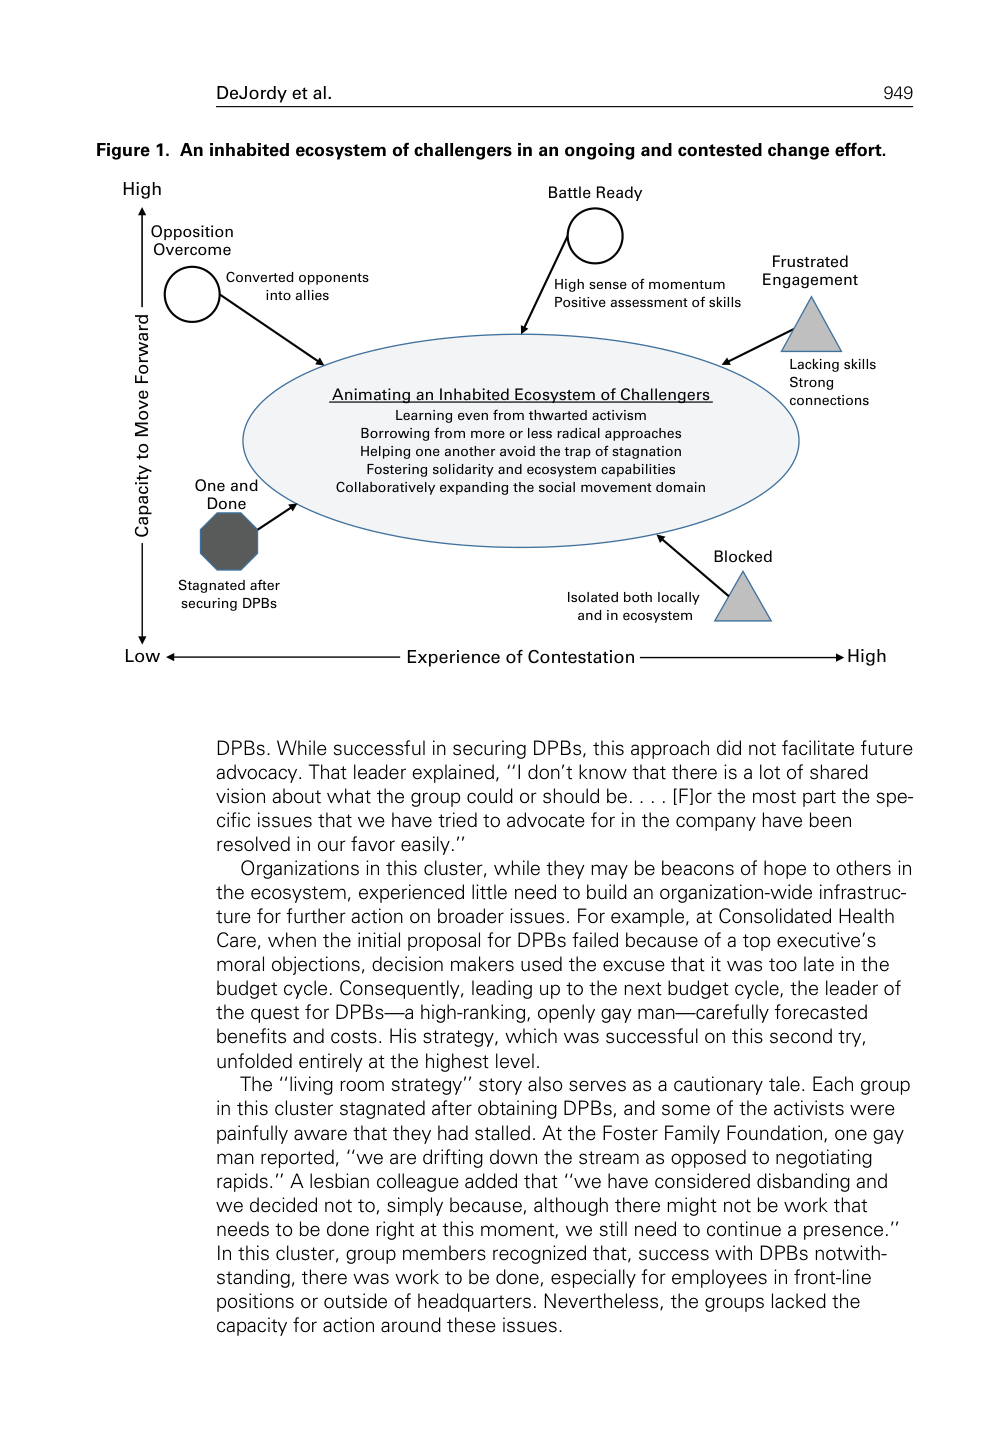 DeJordy et al. 949
Figure 1. An inhabited ecosystem of challengers in an ongoing and contested change effort.
High
Battle Ready
Opposition
Overcome
Converted opponents
into allies
High sense of momentum
Positive assessment of skills
Frustrated
Engagement
Lacking skills
Strong
connections
Capacity to Move Forward
Animating an Inhabited Ecosystem of Challengers
Learning even from thwarted activism
Borrowing from more or less radical approaches
Helping one another avoid the trap of stagnation
Fostering solidarity and ecosystem capabilities
Collaboratively expanding the social movement domain
One and
Done
Stagnated after
securing DPBs
Blocked
Isolated both locally
and in ecosystem
Low Experience of Contestation High
DPBs. While successful in securing DPBs, this approach did not facilitate future
advocacy. That leader explained, ‘‘I don’t know that there is a lot of shared
vision about what the group could or should be. . . . [F]or the most part the spe-
cific issues that we have tried to advocate for in the company have been
resolved in our favor easily.’’
Organizations in this cluster, while they may be beacons of hope to others in
the ecosystem, experienced little need to build an organization-wide infrastruc-
ture for further action on broader issues. For example, at Consolidated Health
Care, when the initial proposal for DPBs failed because of a top executive’s
moral objections, decision makers used the excuse that it was too late in the
budget cycle. Consequently, leading up to the next budget cycle, the leader of
the quest for DPBs—a high-ranking, openly gay man—carefully forecasted
benefits and costs. His strategy, which was successful on this second try,
unfolded entirely at the highest level.
The ‘‘living room strategy’’ story also serves as a cautionary tale. Each group
in this cluster stagnated after obtaining DPBs, and some of the activists were
painfully aware that they had stalled. At the Foster Family Foundation, one gay
man reported, ‘‘we are drifting down the stream as opposed to negotiating
rapids.’’ A lesbian colleague added that ‘‘we have considered disbanding and
we decided not to, simply because, although there might not be work that
needs to be done right at this moment, we still need to continue a presence.’’
In this cluster, group members recognized that, success with DPBs notwith-
standing, there was work to be done, especially for employees in front-line
positions or outside of headquarters. Nevertheless, the groups lacked the
capacity for action around these issues.